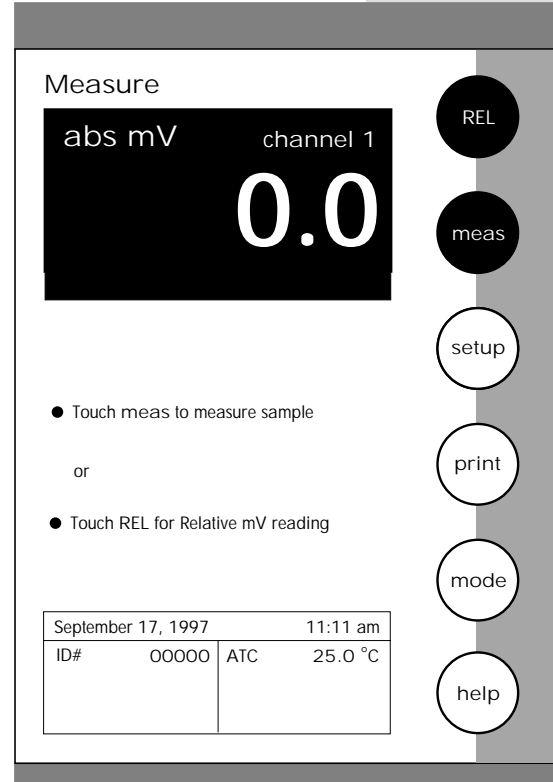 Measure
abs mV channel 1
0.0
● Touch meas to measure sample
or
● Touch REL for Relative mV reading
September 17, 1997 11:11 am
ID# 00000 ATC 25.0 °C
REL
meas
setup
print
mode
help